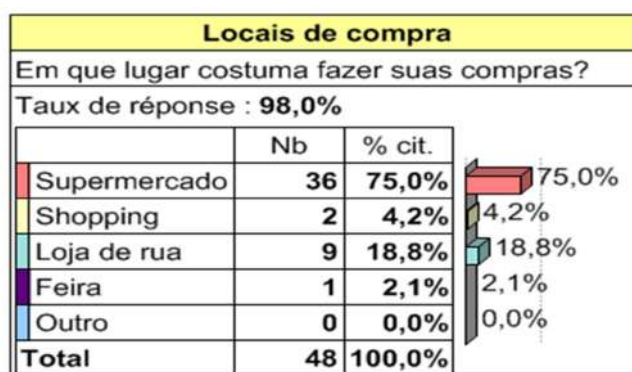 Locais de compra
Em que lugar costuma fazer suas compras?
Taux de réponse : 98,0%
Nb % cit.
Supermercado 36 75,0% 75,0%
Shopping 2 4,2% 4,2%
Loja de rua 9 18,8% 18,8%
Feira 1 2,1% 2,1%
Outro 0 0,0% 0,0%
Total 48 100,0%